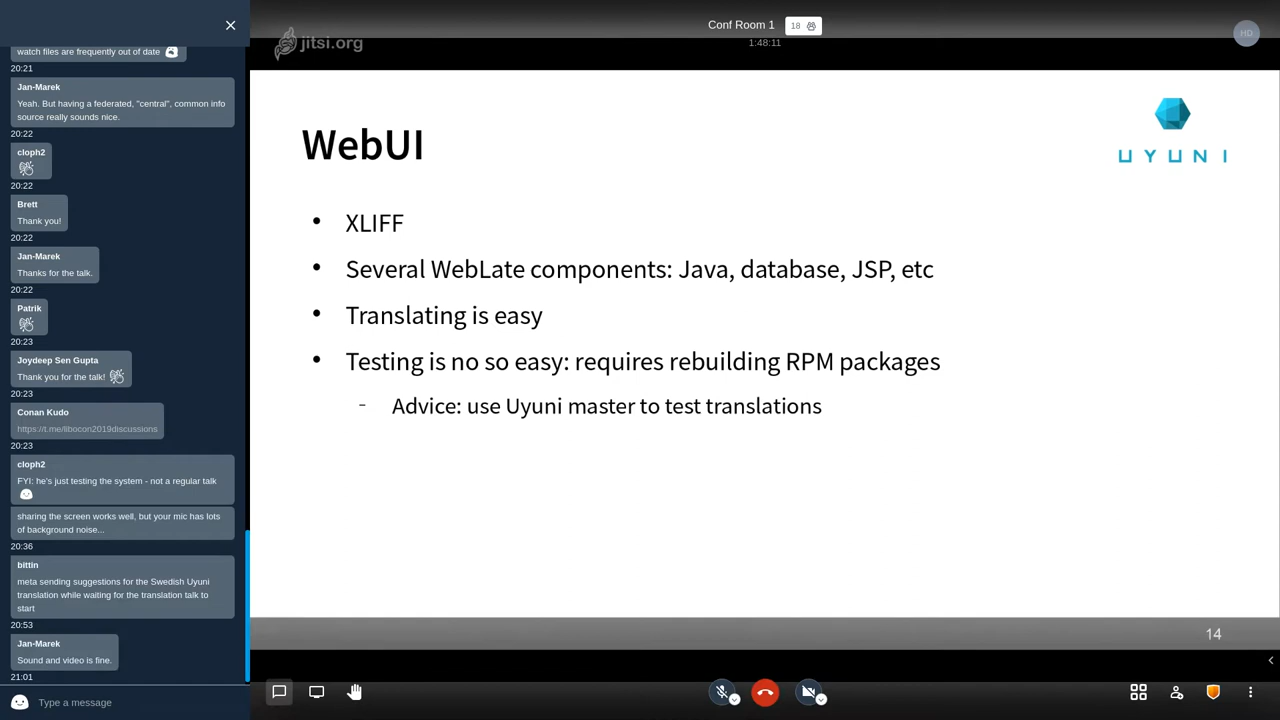 watch files are frequently out of date
20:21
Jan-Marek
Yeah. But having a federated, "central", common info
source really sounds nice.
20:22
cloph2
20:22
Brett
Thank you!
20:22
Jan-Marek
Thanks for the talk.
20:22
Patrik
20:23
Joydeep Sen Gupta
Thank you for the talk!
20:23
Conan Kudo
https://t.me/libocon2019discussions
20:23
cloph2
FYI: he's just testing the system - not a regular talk
sharing the screen works well, but your mic has lots
of background noise...
20:36
bittin
meta sending suggestions for the Swedish Uyuni
translation while waiting for the translation talk to
start
20:53
Jan-Marek
Sound and video is fine.
21:01
Type a message
jitsi.org
Conf Room 1
18
1:48:11
HD
UYUNI
WebUI
• XLIFF
• Several WebLate components: Java, database, JSP, etc
• Translating is easy
• Testing is no so easy: requires rebuilding RPM packages
- Advice: use Uyuni master to test translations
14